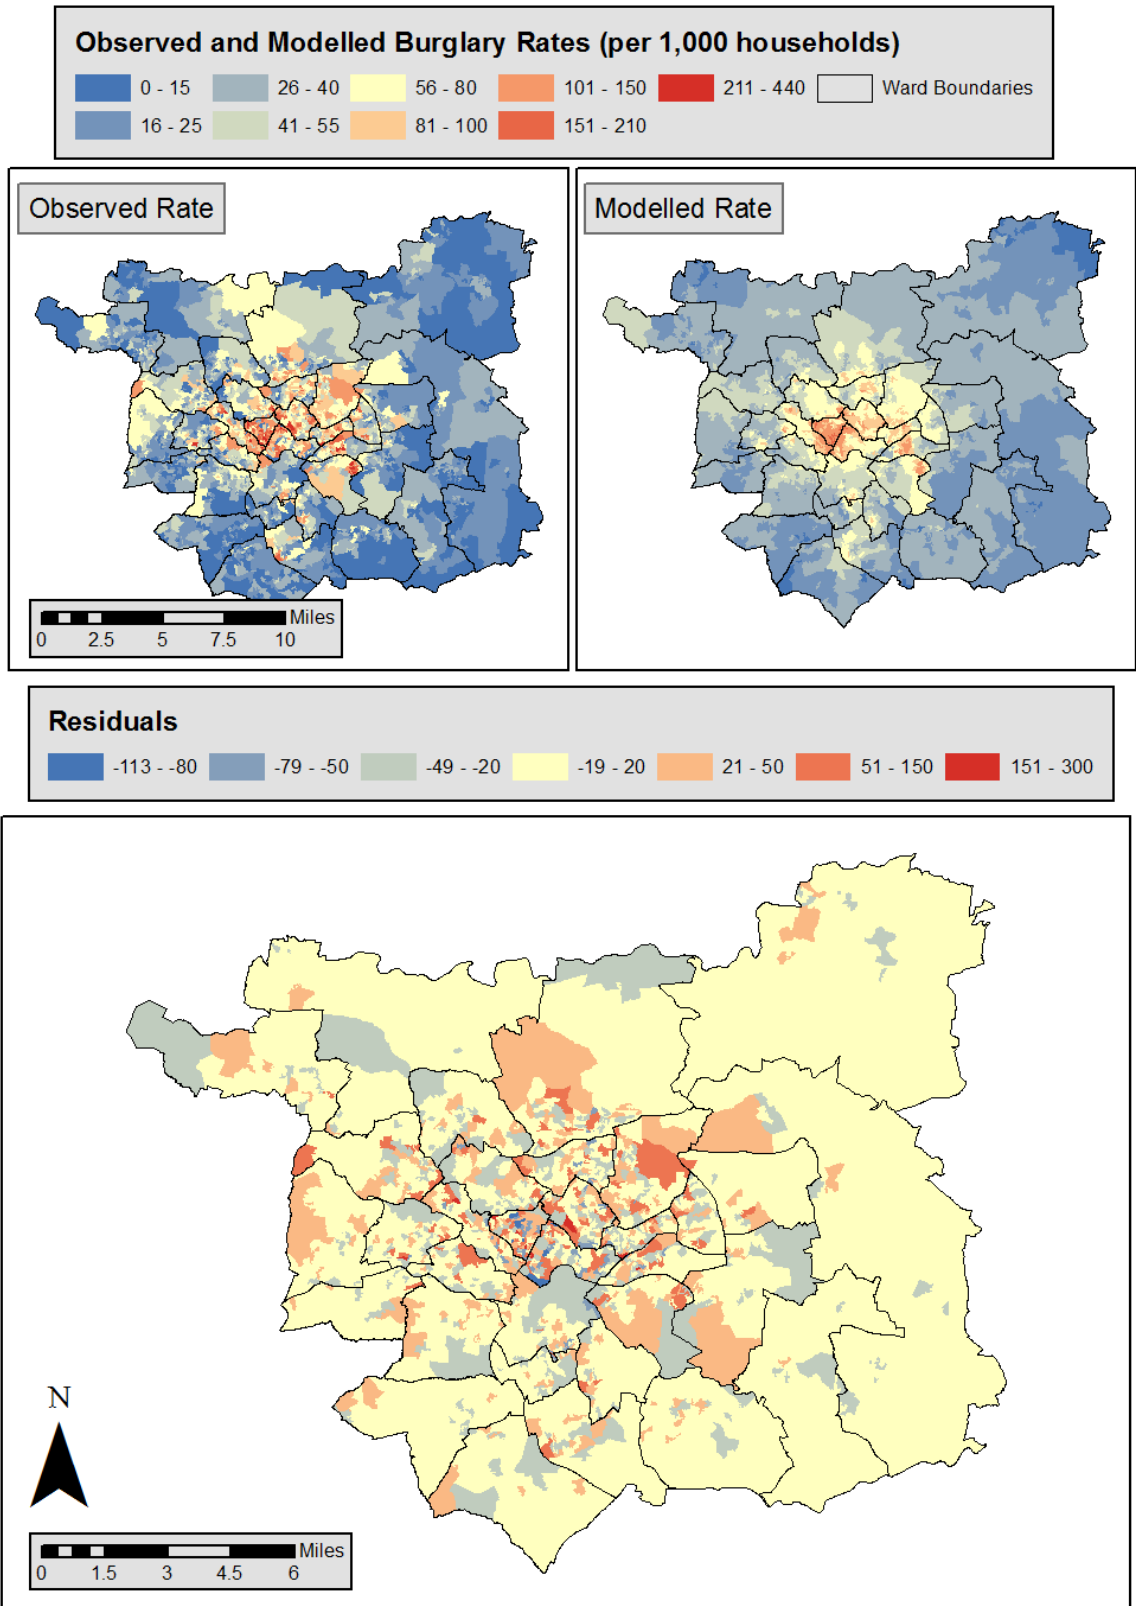 Observed and Modelled Burglary Rates (per 1,000 households)
0 - 15 26 - 40 56 - 80 101 - 150 211 - 440 Ward Boundaries
16 - 25 41 - 55 81 - 100 151 - 210
Observed Rate
Modelled Rate
Miles
0 2.5 5 7.5 10
Residuals
-113 - -80 -79 - -50 -49 - -20 -19 - 20 21 - 50 51 - 150 151 - 300
N
Miles
0 1.5 3 4.5 6